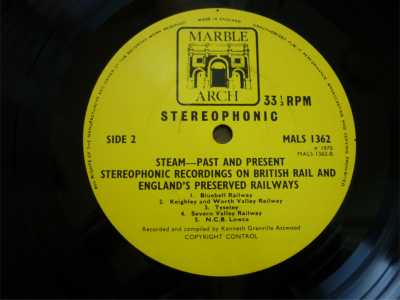 MADE IN ENGLAND
MARBLE
ARCH
33⅓ RPM
STEREOPHONIC
SIDE 2
MALS 1362
℗ 1970
MALS 1362-B
STEAM—PAST AND PRESENT
STEREOPHONIC RECORDINGS ON BRITISH RAIL AND
ENGLAND'S PRESERVED RAILWAYS
1. Bluebell Railway
2. Keighley and Worth Valley Railway
3. Tyseley
4. Severn Valley Railway
5. N.C.B. Lowca
Recorded and compiled by Kenneth Granville Attwood
COPYRIGHT CONTROL